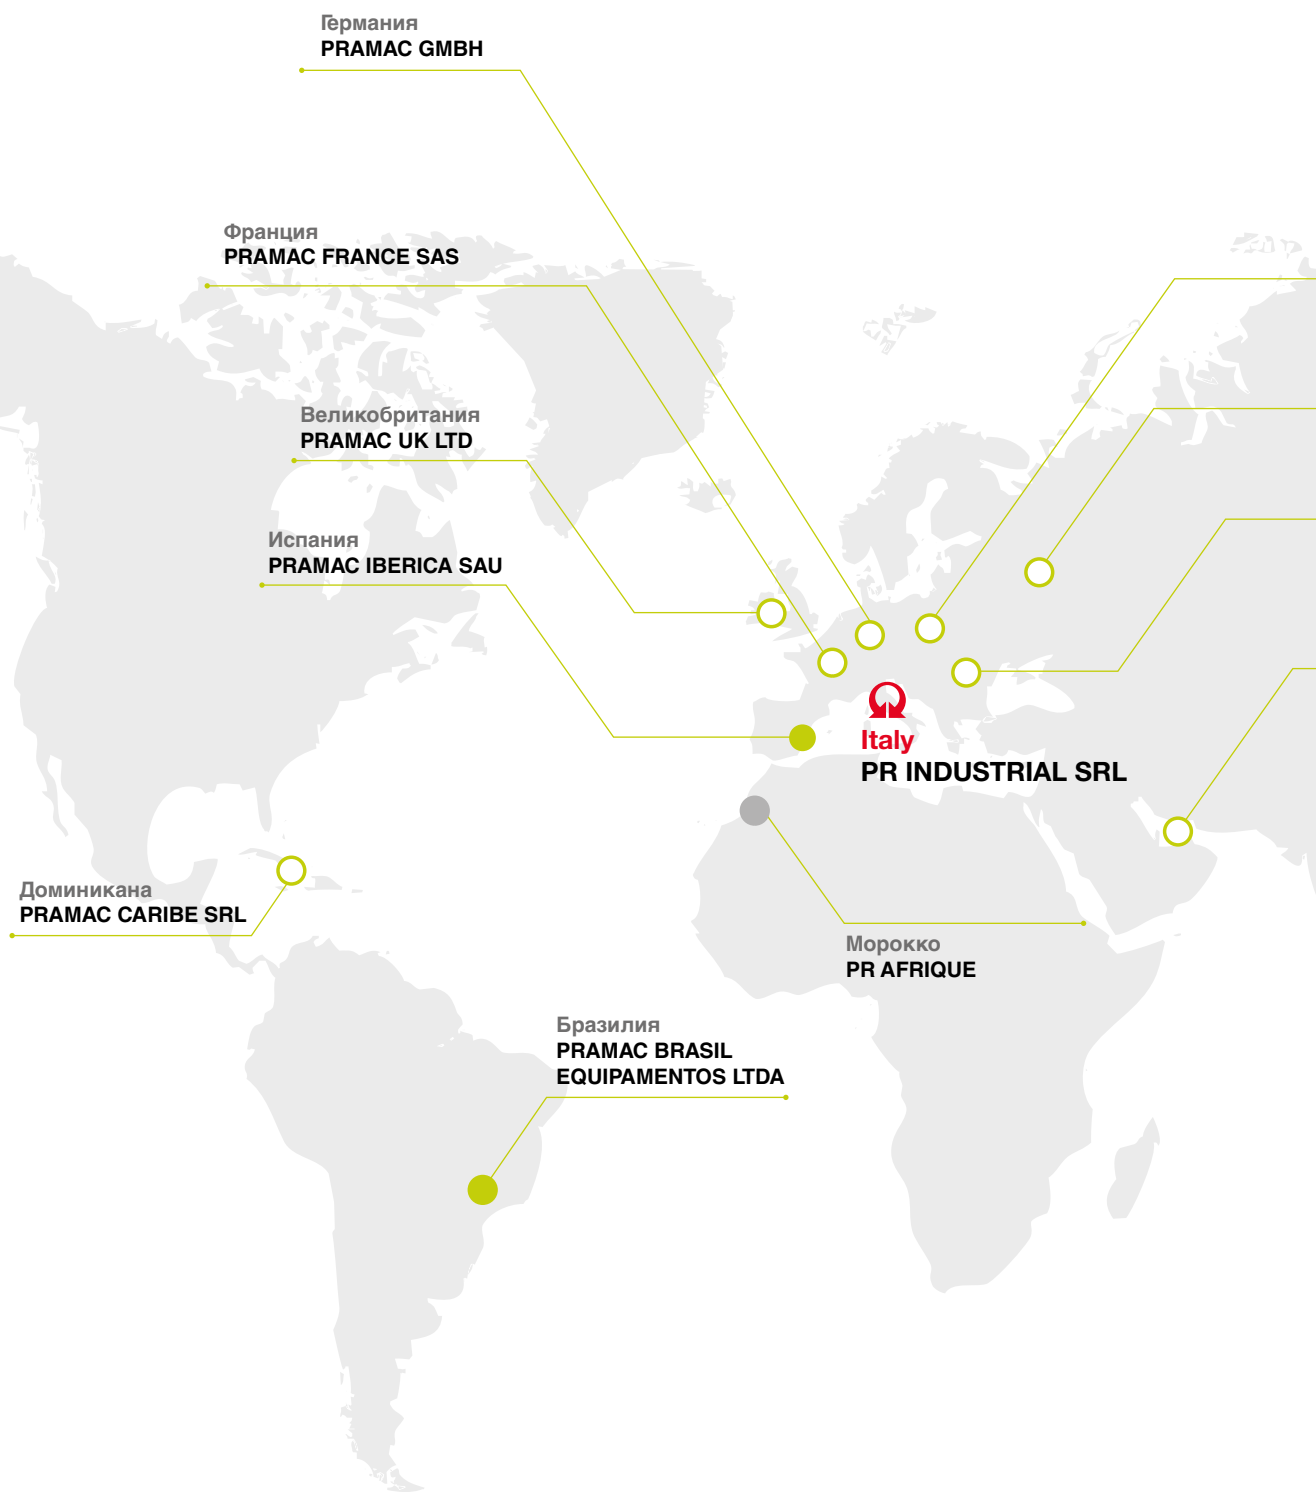 Германия
PRAMAC GMBH
Франция
PRAMAC FRANCE SAS
Великобритания
PRAMAC UK LTD
Испания
PRAMAC IBERICA SAU
Italy
PR INDUSTRIAL SRL
Доминикана
PRAMAC CARIBE SRL
Морокко
PR AFRIQUE
Бразилия
PRAMAC BRASIL
EQUIPAMENTOS LTDA